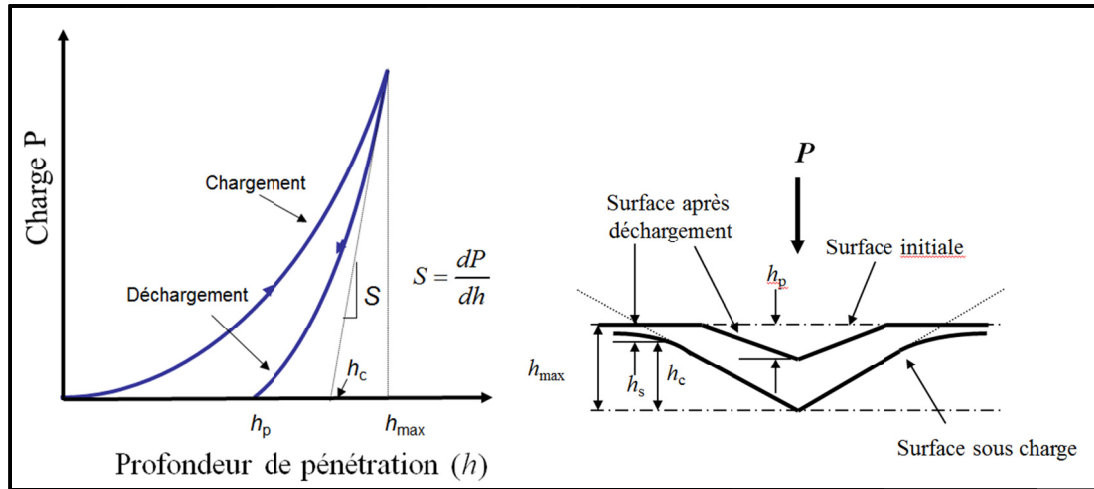 Charge P
Chargement
Déchargement
S
S = dP/dh
h_c
h_p
h_max
Profondeur de pénétration (h)
P
Surface après
déchargement
Surface initiale
h_p
h_max
h_s
h_c
Surface sous charge